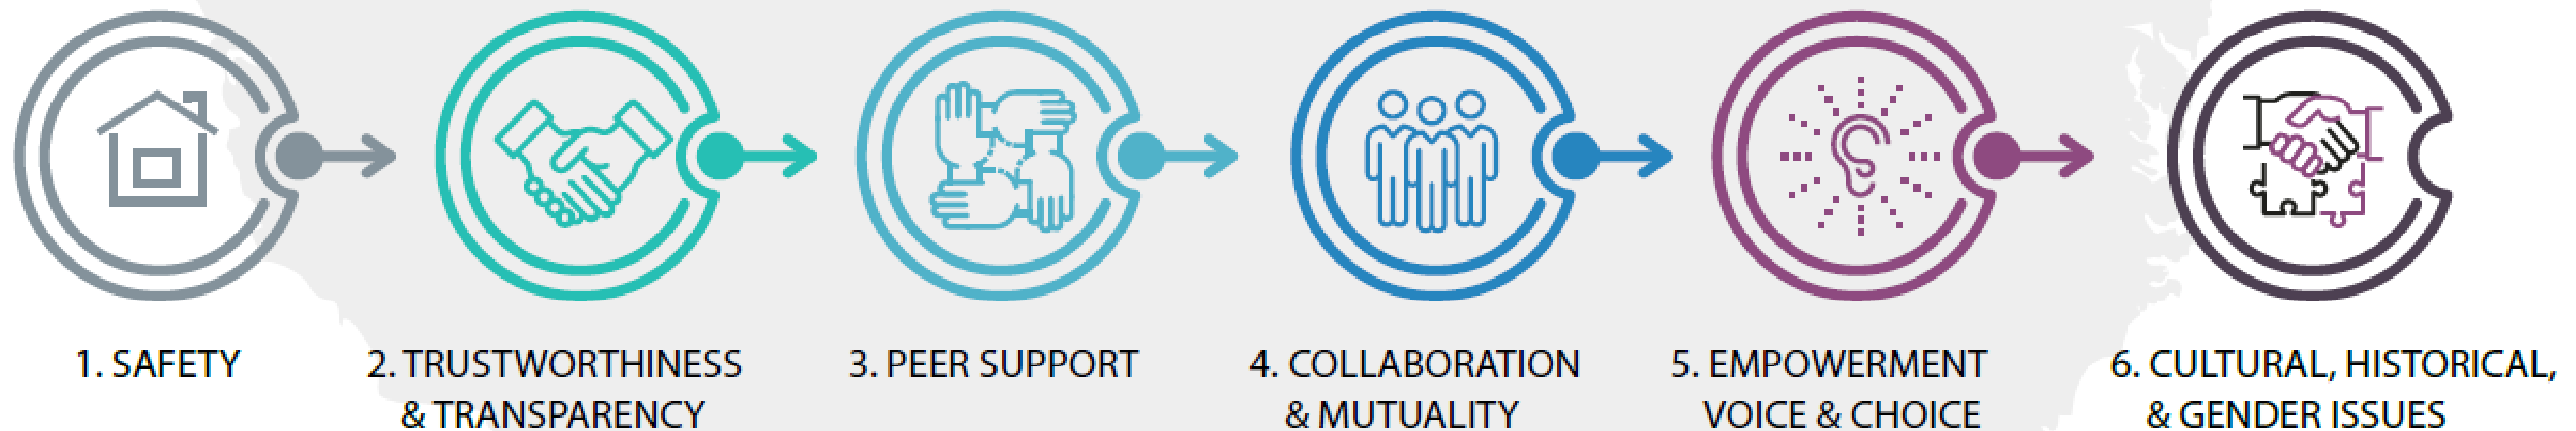 1. SAFETY
2. TRUSTWORTHINESS
& TRANSPARENCY
3. PEER SUPPORT
4. COLLABORATION
& MUTUALITY
5. EMPOWERMENT
VOICE & CHOICE
6. CULTURAL, HISTORICAL,
& GENDER ISSUES